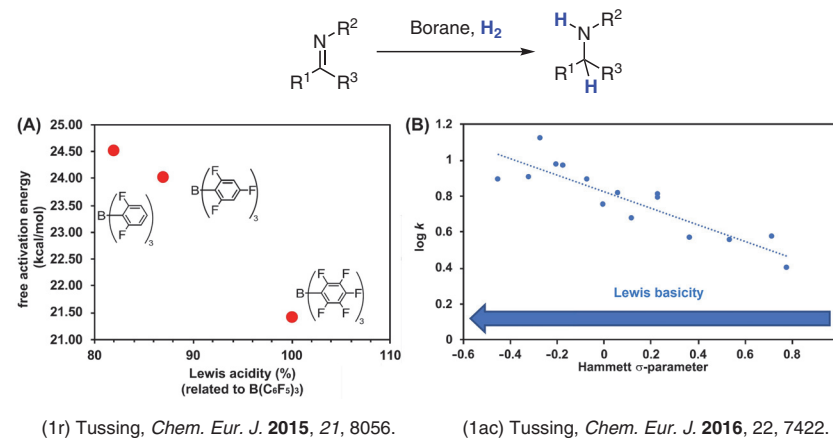 Borane, H2
N
R2
R1
R3
H
N
R2
R1
R3
H
(A)
25.00
24.50
24.00
23.50
23.00
22.50
22.00
21.50
21.00
80
90
100
110
free activation energy
(kcal/mol)
Lewis acidity (%)
(related to B(C6F5)3)
B
F
F
3
B
F
F
F
3
B
F
F
F
F
F
3
(B)
1.2
1
0.8
0.6
0.4
0.2
0
−0.6
−0.4
−0.2
0
0.2
0.4
0.6
0.8
log k
Lewis basicity
Hammett σ-parameter
(1r) Tussing, Chem. Eur. J. 2015, 21, 8056.
(1ac) Tussing, Chem. Eur. J. 2016, 22, 7422.